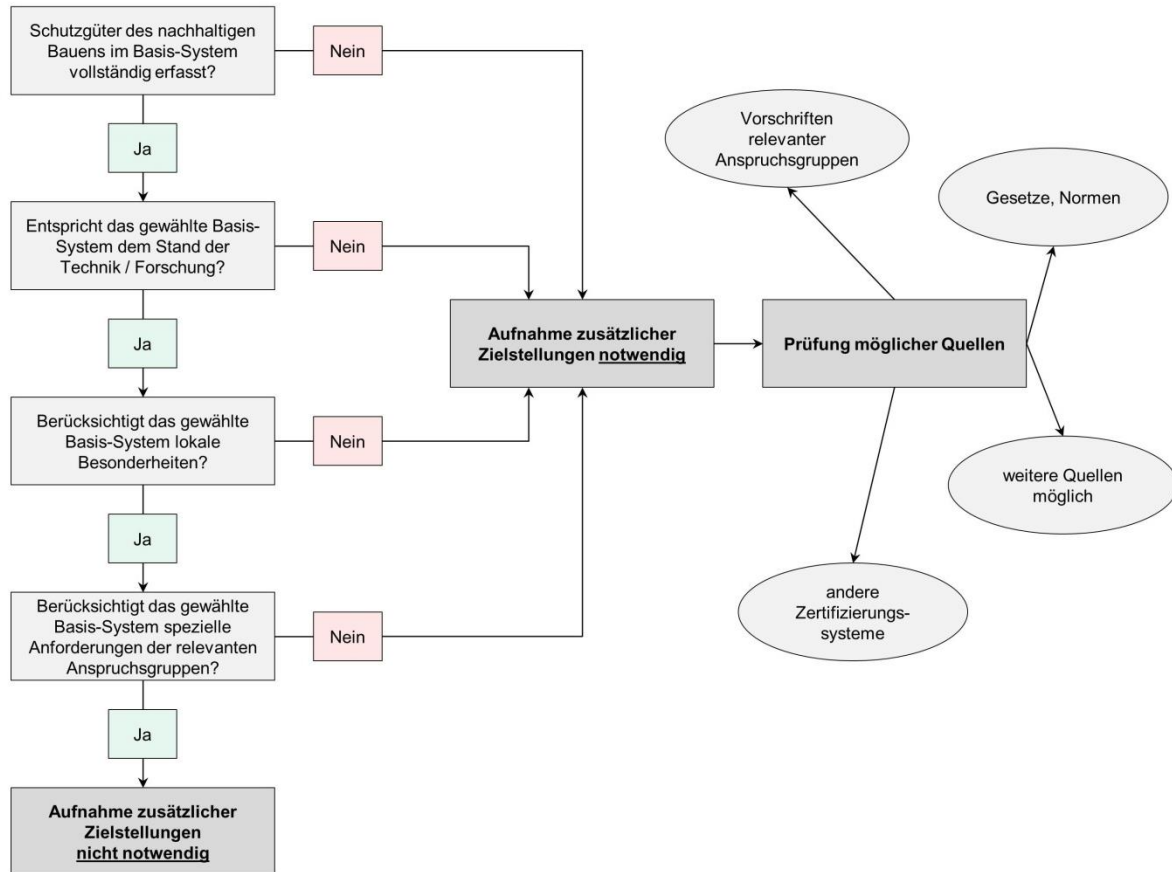 Schutzgüter des nachhaltigen
Bauens im Basis-System
vollständig erfasst?
Nein
Ja
Entspricht das gewählte Basis-
System dem Stand der
Technik / Forschung?
Nein
Ja
Berücksichtigt das gewählte
Basis-System lokale
Besonderheiten?
Nein
Ja
Berücksichtigt das gewählte
Basis-System spezielle
Anforderungen der relevanten
Anspruchsgruppen?
Nein
Ja
Aufnahme zusätzlicher
Zielstellungen
nicht notwendig
Aufnahme zusätzlicher
Zielstellungen notwendig
Prüfung möglicher Quellen
Vorschriften
relevanter
Anspruchsgruppen
Gesetze, Normen
weitere Quellen
möglich
andere
Zertifizierungs-
systeme